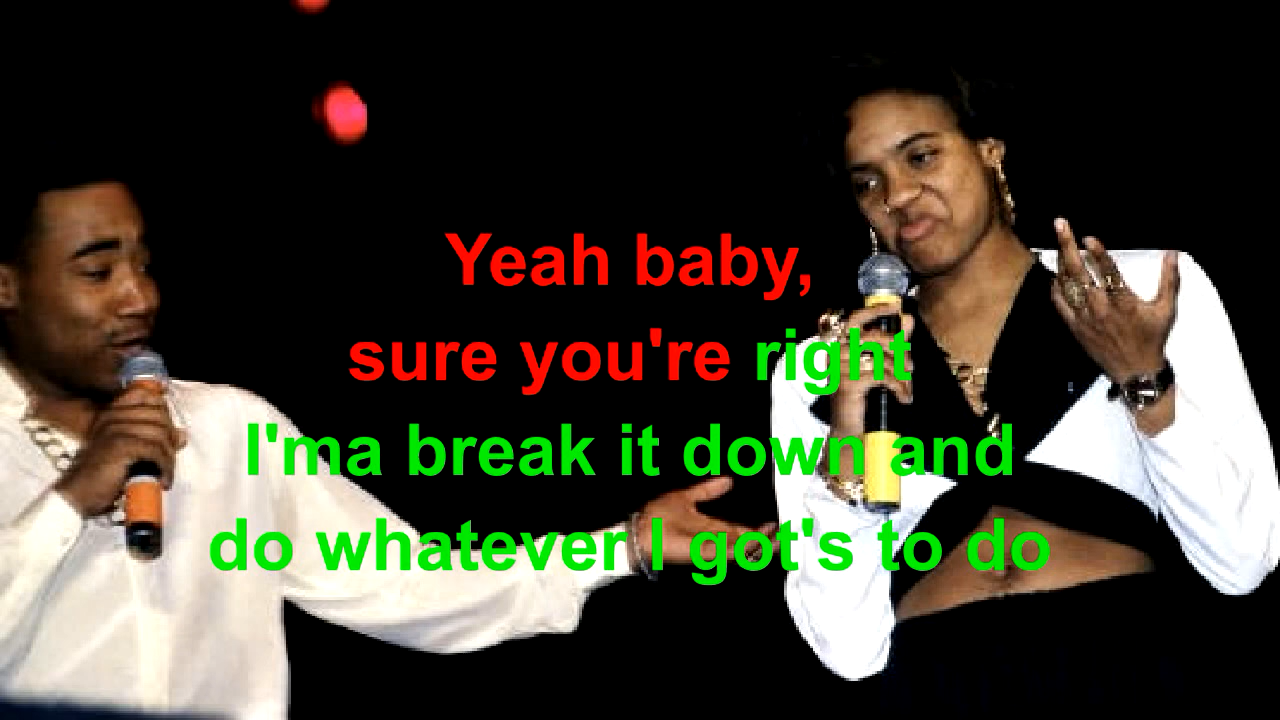 Yeah baby,
sure you're right
I'ma break it down and
do whatever I got's to do